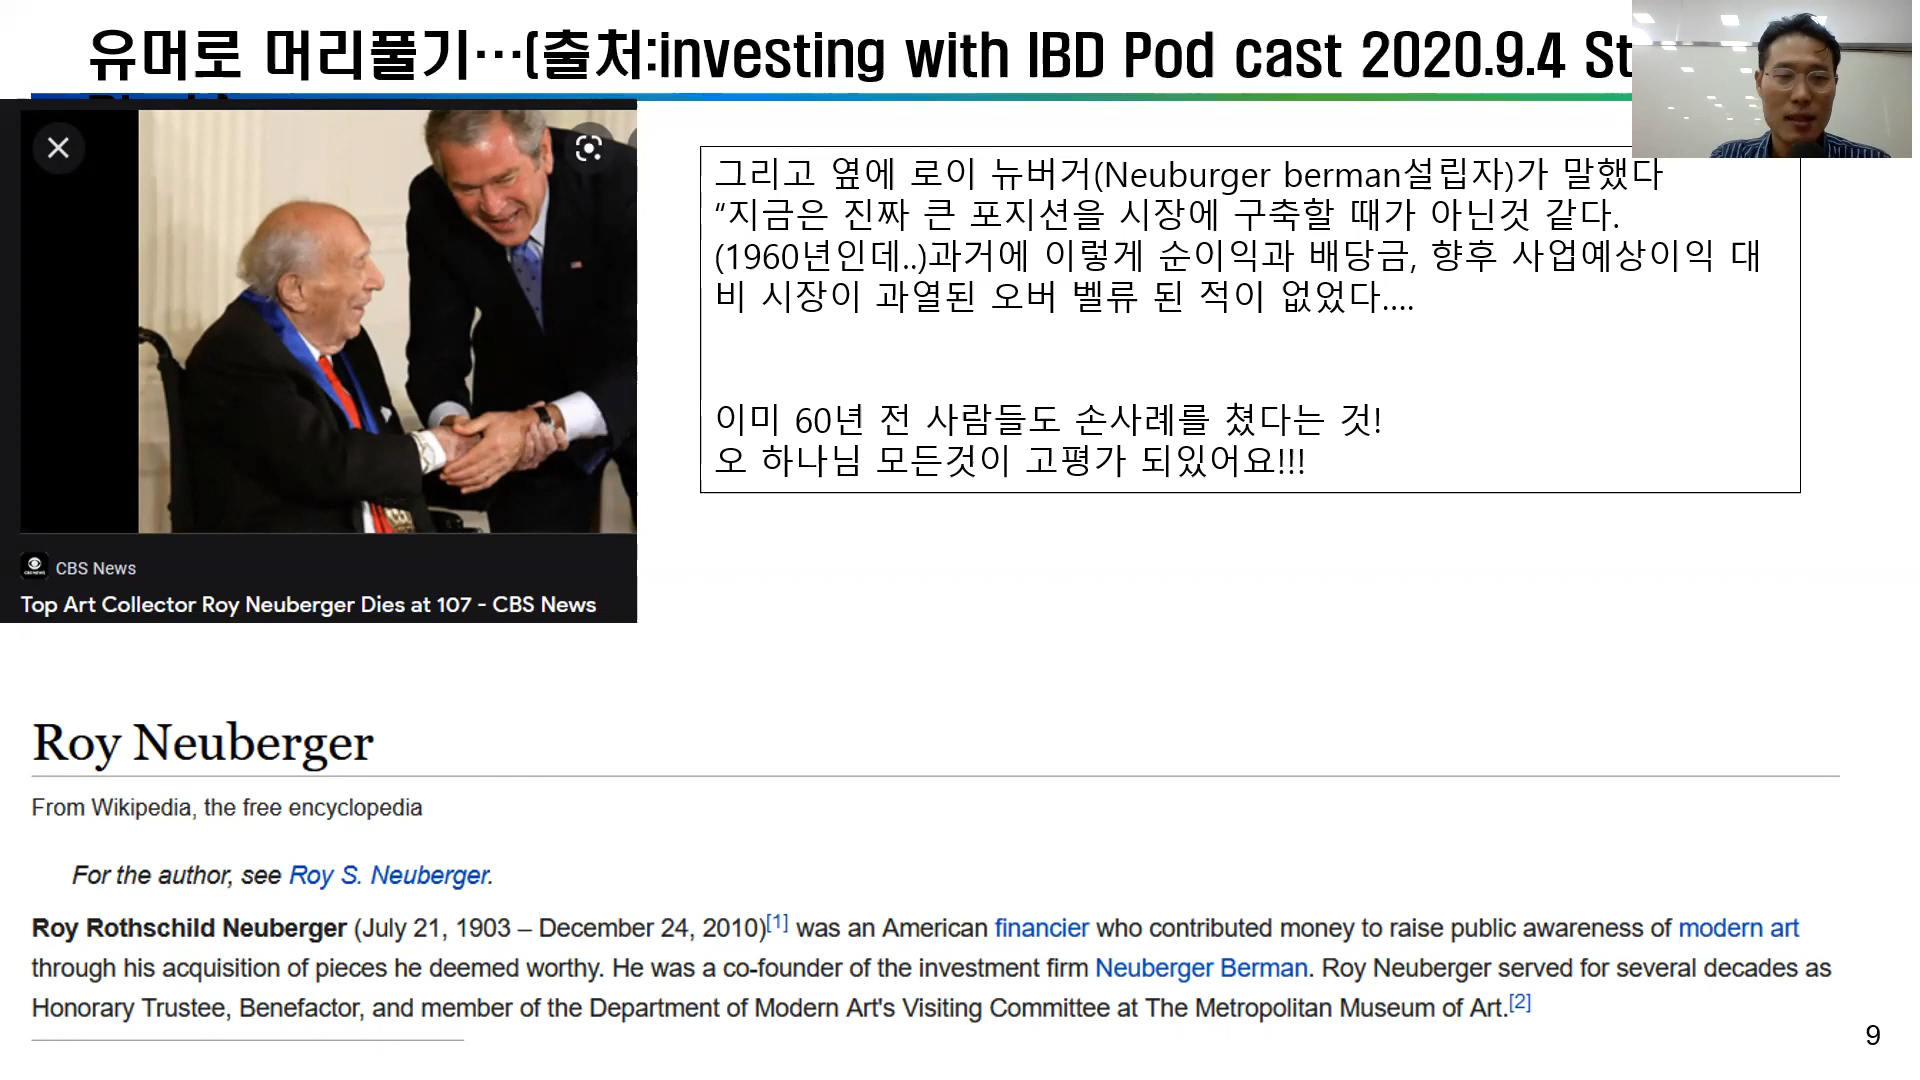 유머로 머리풀기…(출처:investing with IBD Pod cast 2020.9.4
그리고 옆에 로이 뉴버거(Neuburger berman설립자)가 말했다
“지금은 진짜 큰 포지션을 시장에 구축할 때가 아닌것 같다.
(1960년인데..)과거에 이렇게 순이익과 배당금, 향후 사업예상이익 대
비 시장이 과열된 오버 벨류 된 적이 없었다....
이미 60년 전 사람들도 손사례를 쳤다는 것!
오 하나님 모든것이 고평가 되있어요!!!
CBS News
Top Art Collector Roy Neuberger Dies at 107 - CBS News
Roy Neuberger
From Wikipedia, the free encyclopedia
For the author, see Roy S. Neuberger.
Roy Rothschild Neuberger (July 21, 1903 – December 24, 2010)[1] was an American financier who contributed money to raise public awareness of modern art
through his acquisition of pieces he deemed worthy. He was a co-founder of the investment firm Neuberger Berman. Roy Neuberger served for several decades as
Honorary Trustee, Benefactor, and member of the Department of Modern Art's Visiting Committee at The Metropolitan Museum of Art.[2]
9